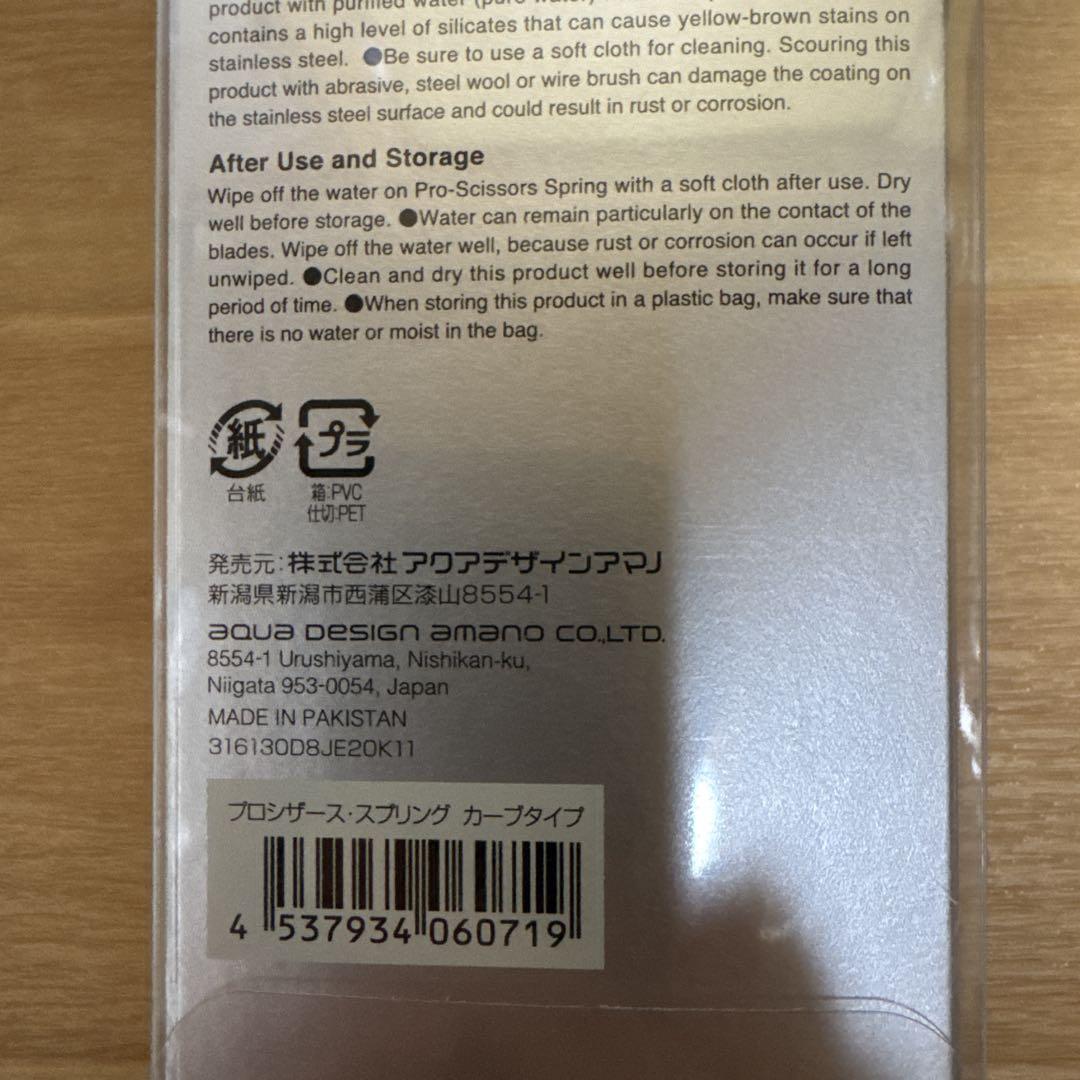 product with purified water (pure water)
contains a high level of silicates that can cause yellow-brown stains on
stainless steel. ●Be sure to use a soft cloth for cleaning. Scouring this
product with abrasive, steel wool or wire brush can damage the coating on
the stainless steel surface and could result in rust or corrosion.
After Use and Storage
Wipe off the water on Pro-Scissors Spring with a soft cloth after use. Dry
well before storage. ●Water can remain particularly on the contact of the
blades. Wipe off the water well, because rust or corrosion can occur if left
unwiped. ●Clean and dry this product well before storing it for a long
period of time. ●When storing this product in a plastic bag, make sure that
there is no water or moist in the bag.
紙 プラ
台紙 箱:PVC
仕切:PET
発売元:株式会社アクアデザインアマノ
新潟県新潟市西蒲区漆山8554-1
AQUA DESIGN AMANO CO.,LTD.
8554-1 Urushiyama, Nishikan-ku,
Niigata 953-0054, Japan
MADE IN PAKISTAN
316130D8JE20K11
プロシザース・スプリング カーブタイプ
4 537934 060719